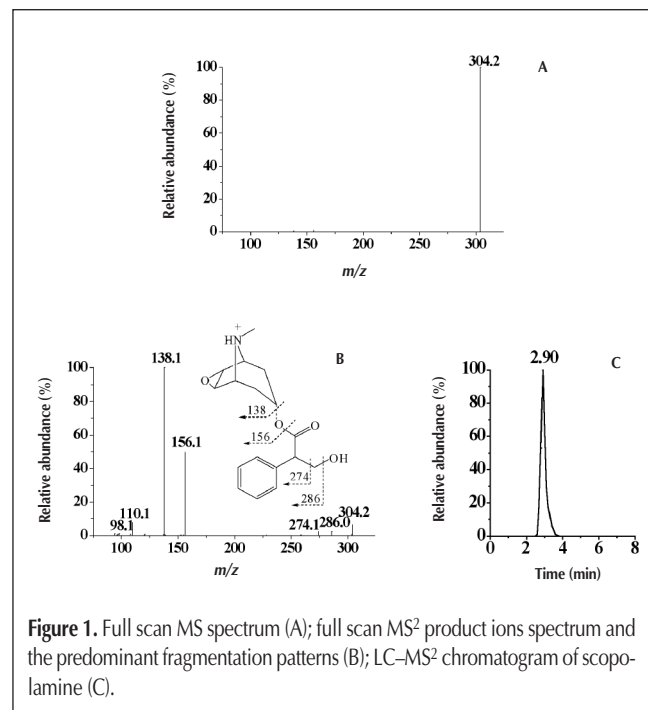 Relative abundance (%)
100
80
60
40
20
0
304.2
A
100
150
200
250
300
m/z
Relative abundance (%)
100
80
60
40
20
0
138.1
156.1
110.1
98.1
274.1
286.0
304.2
B
+
HN
O
138
O
O
156
OH
274
286
100
150
200
250
300
m/z
Relative abundance (%)
100
80
60
40
20
0
2.90
C
0
2
4
6
8
Time (min)
Figure 1. Full scan MS spectrum (A); full scan MS² product ions spectrum and
the predominant fragmentation patterns (B); LC–MS² chromatogram of scopo-
lamine (C).